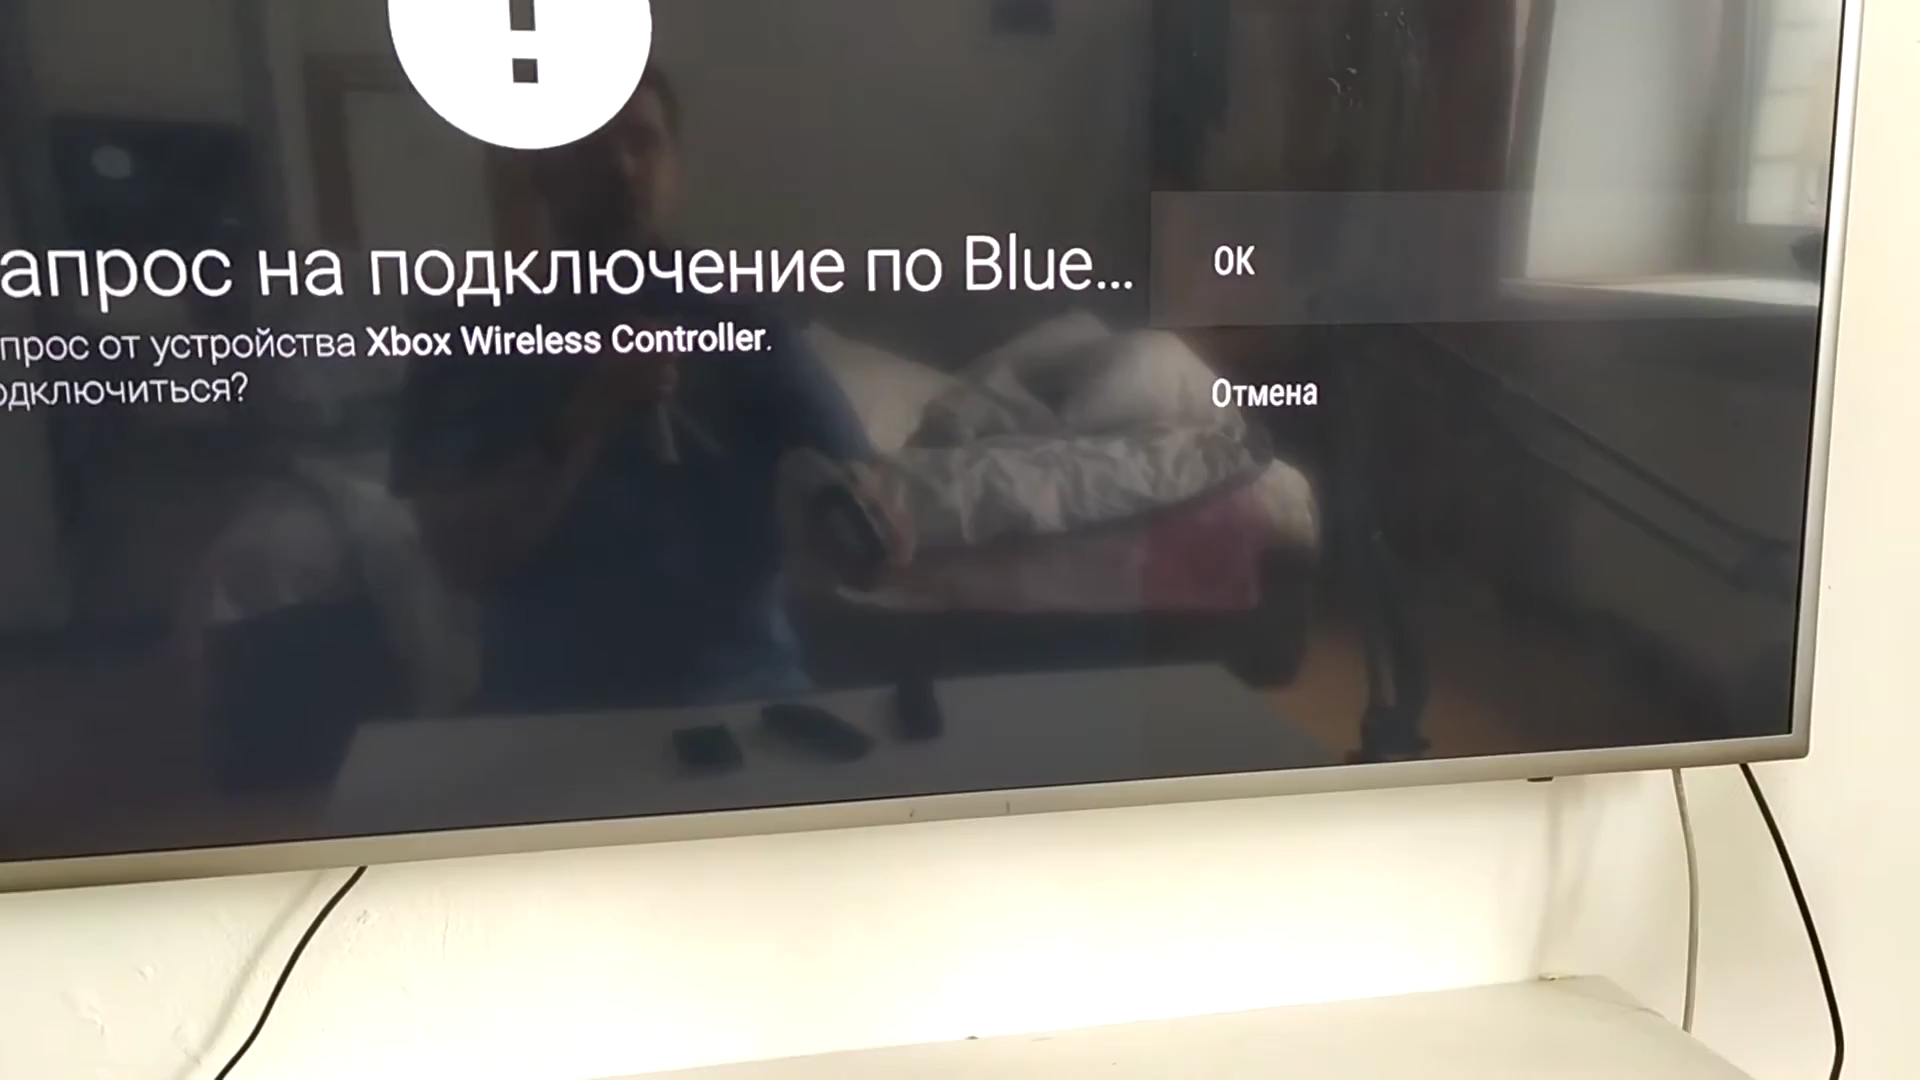 апрос на подключение по Blue...
прос от устройства Xbox Wireless Controller.
одключиться?
ОК
Отмена